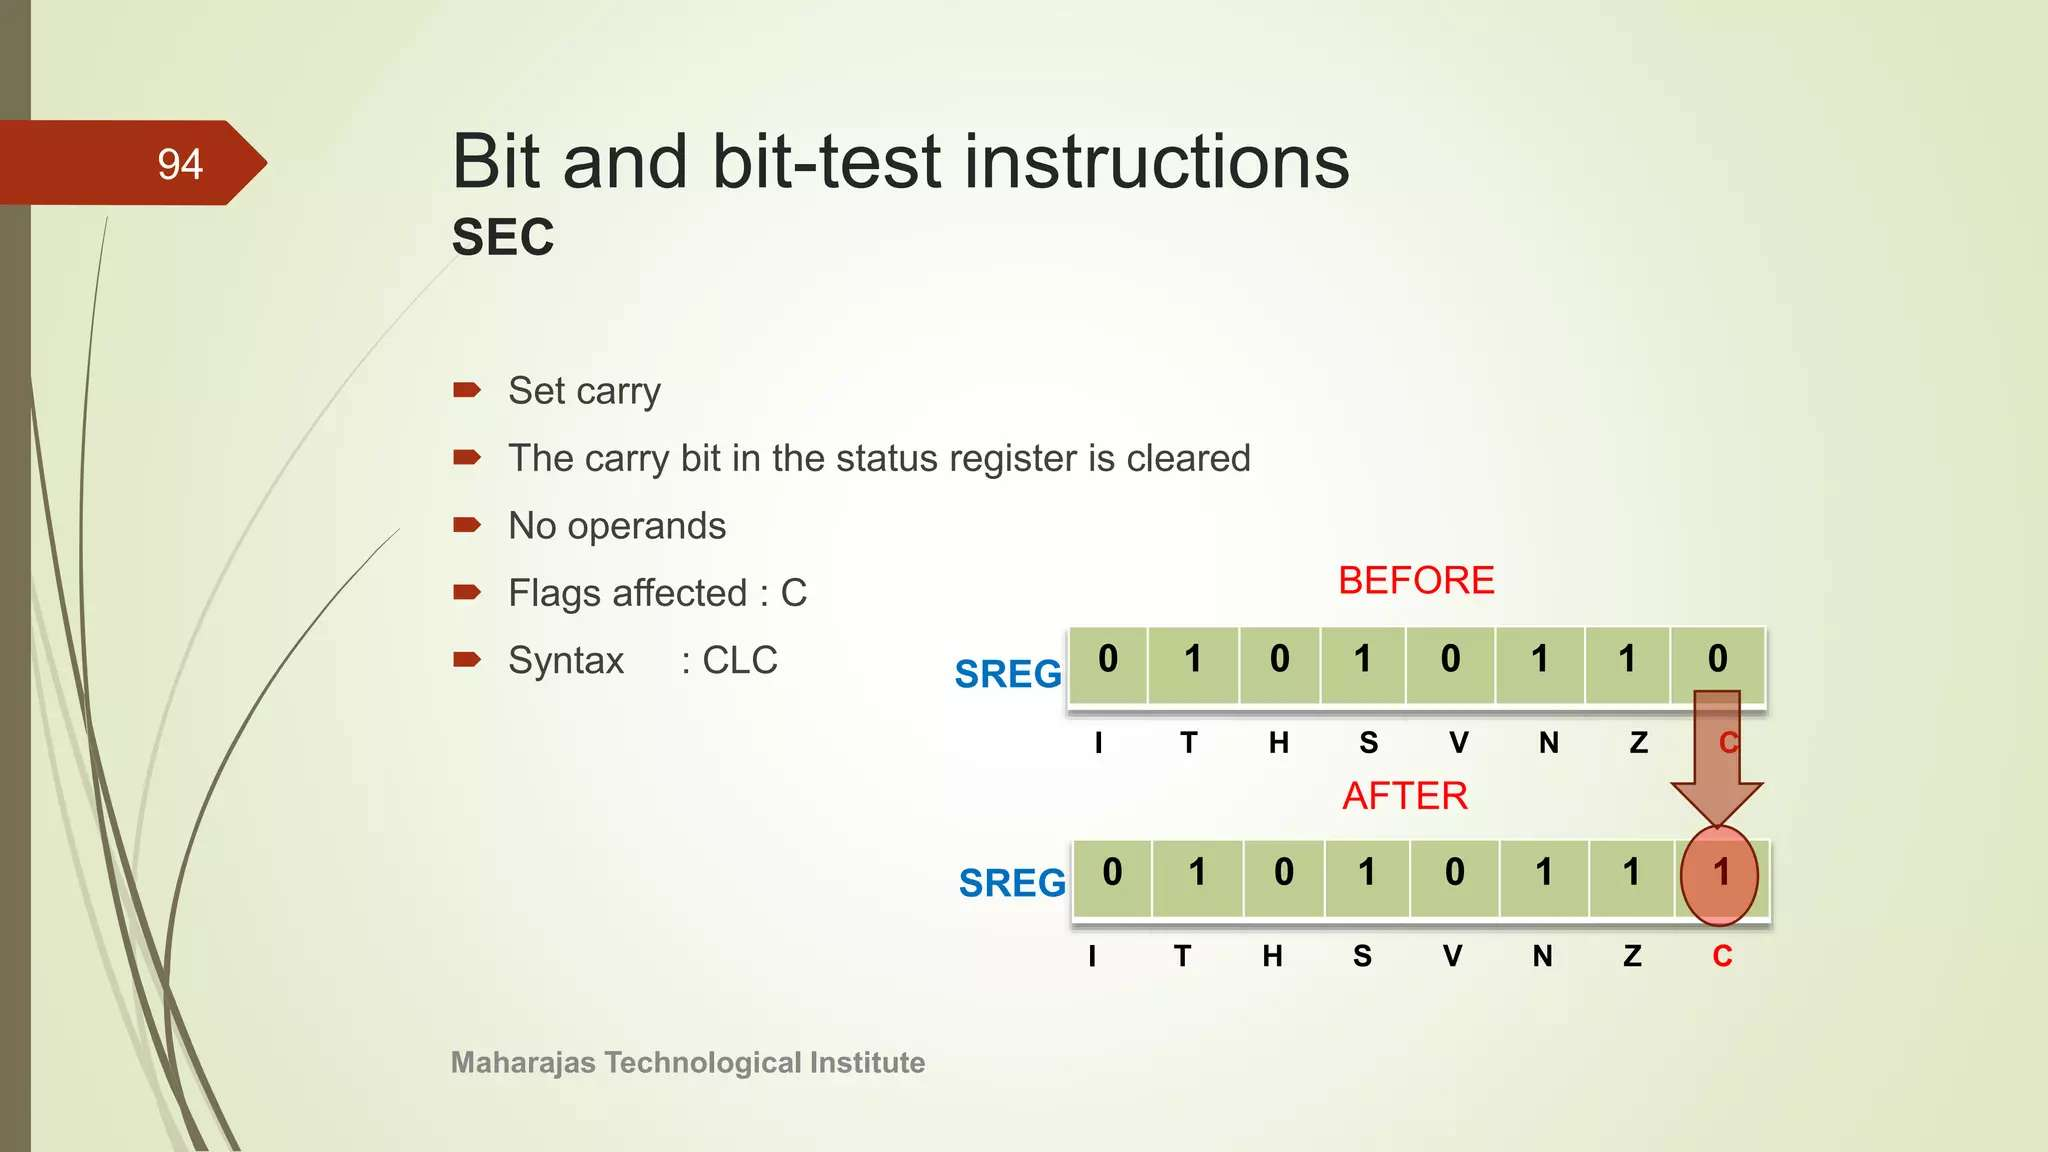 94
Bit and bit-test instructions
SEC
Set carry
The carry bit in the status register is cleared
No operands
Flags affected : C
Syntax : CLC
BEFORE
SREG 0 1 0 1 0 1 1 0
I T H S V N Z C
AFTER
SREG 0 1 0 1 0 1 1 1
I T H S V N Z C
Maharajas Technological Institute